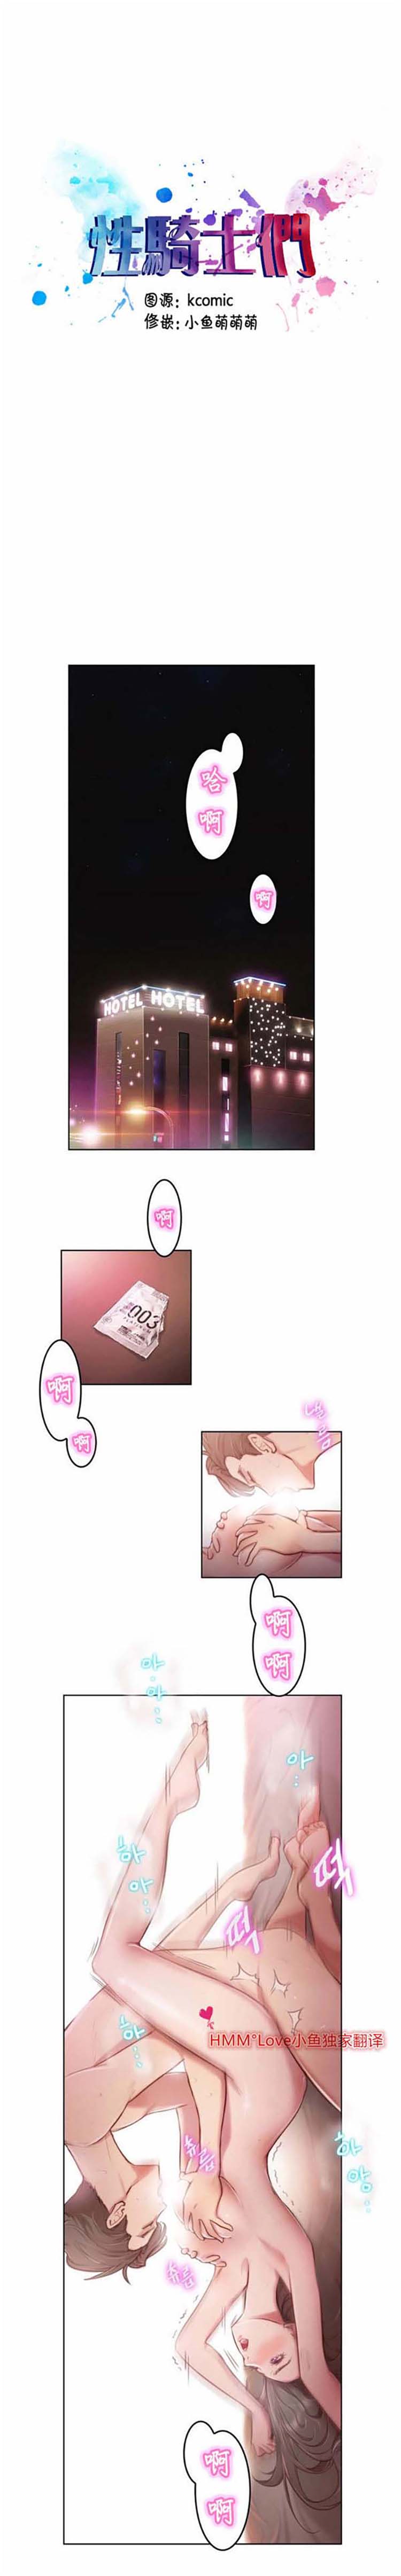 性騎士們
图源：kcomic
修嵌：小鱼萌萌萌
哈
啊
啊
HOTEL HOTEL
啊
003
啊
啊
啊
啊
아..
아...
아...
하..
아...
떡
떡
HMM°Love小鱼独家翻译
하...
하앙...
츄릅
츄릅
啊
啊